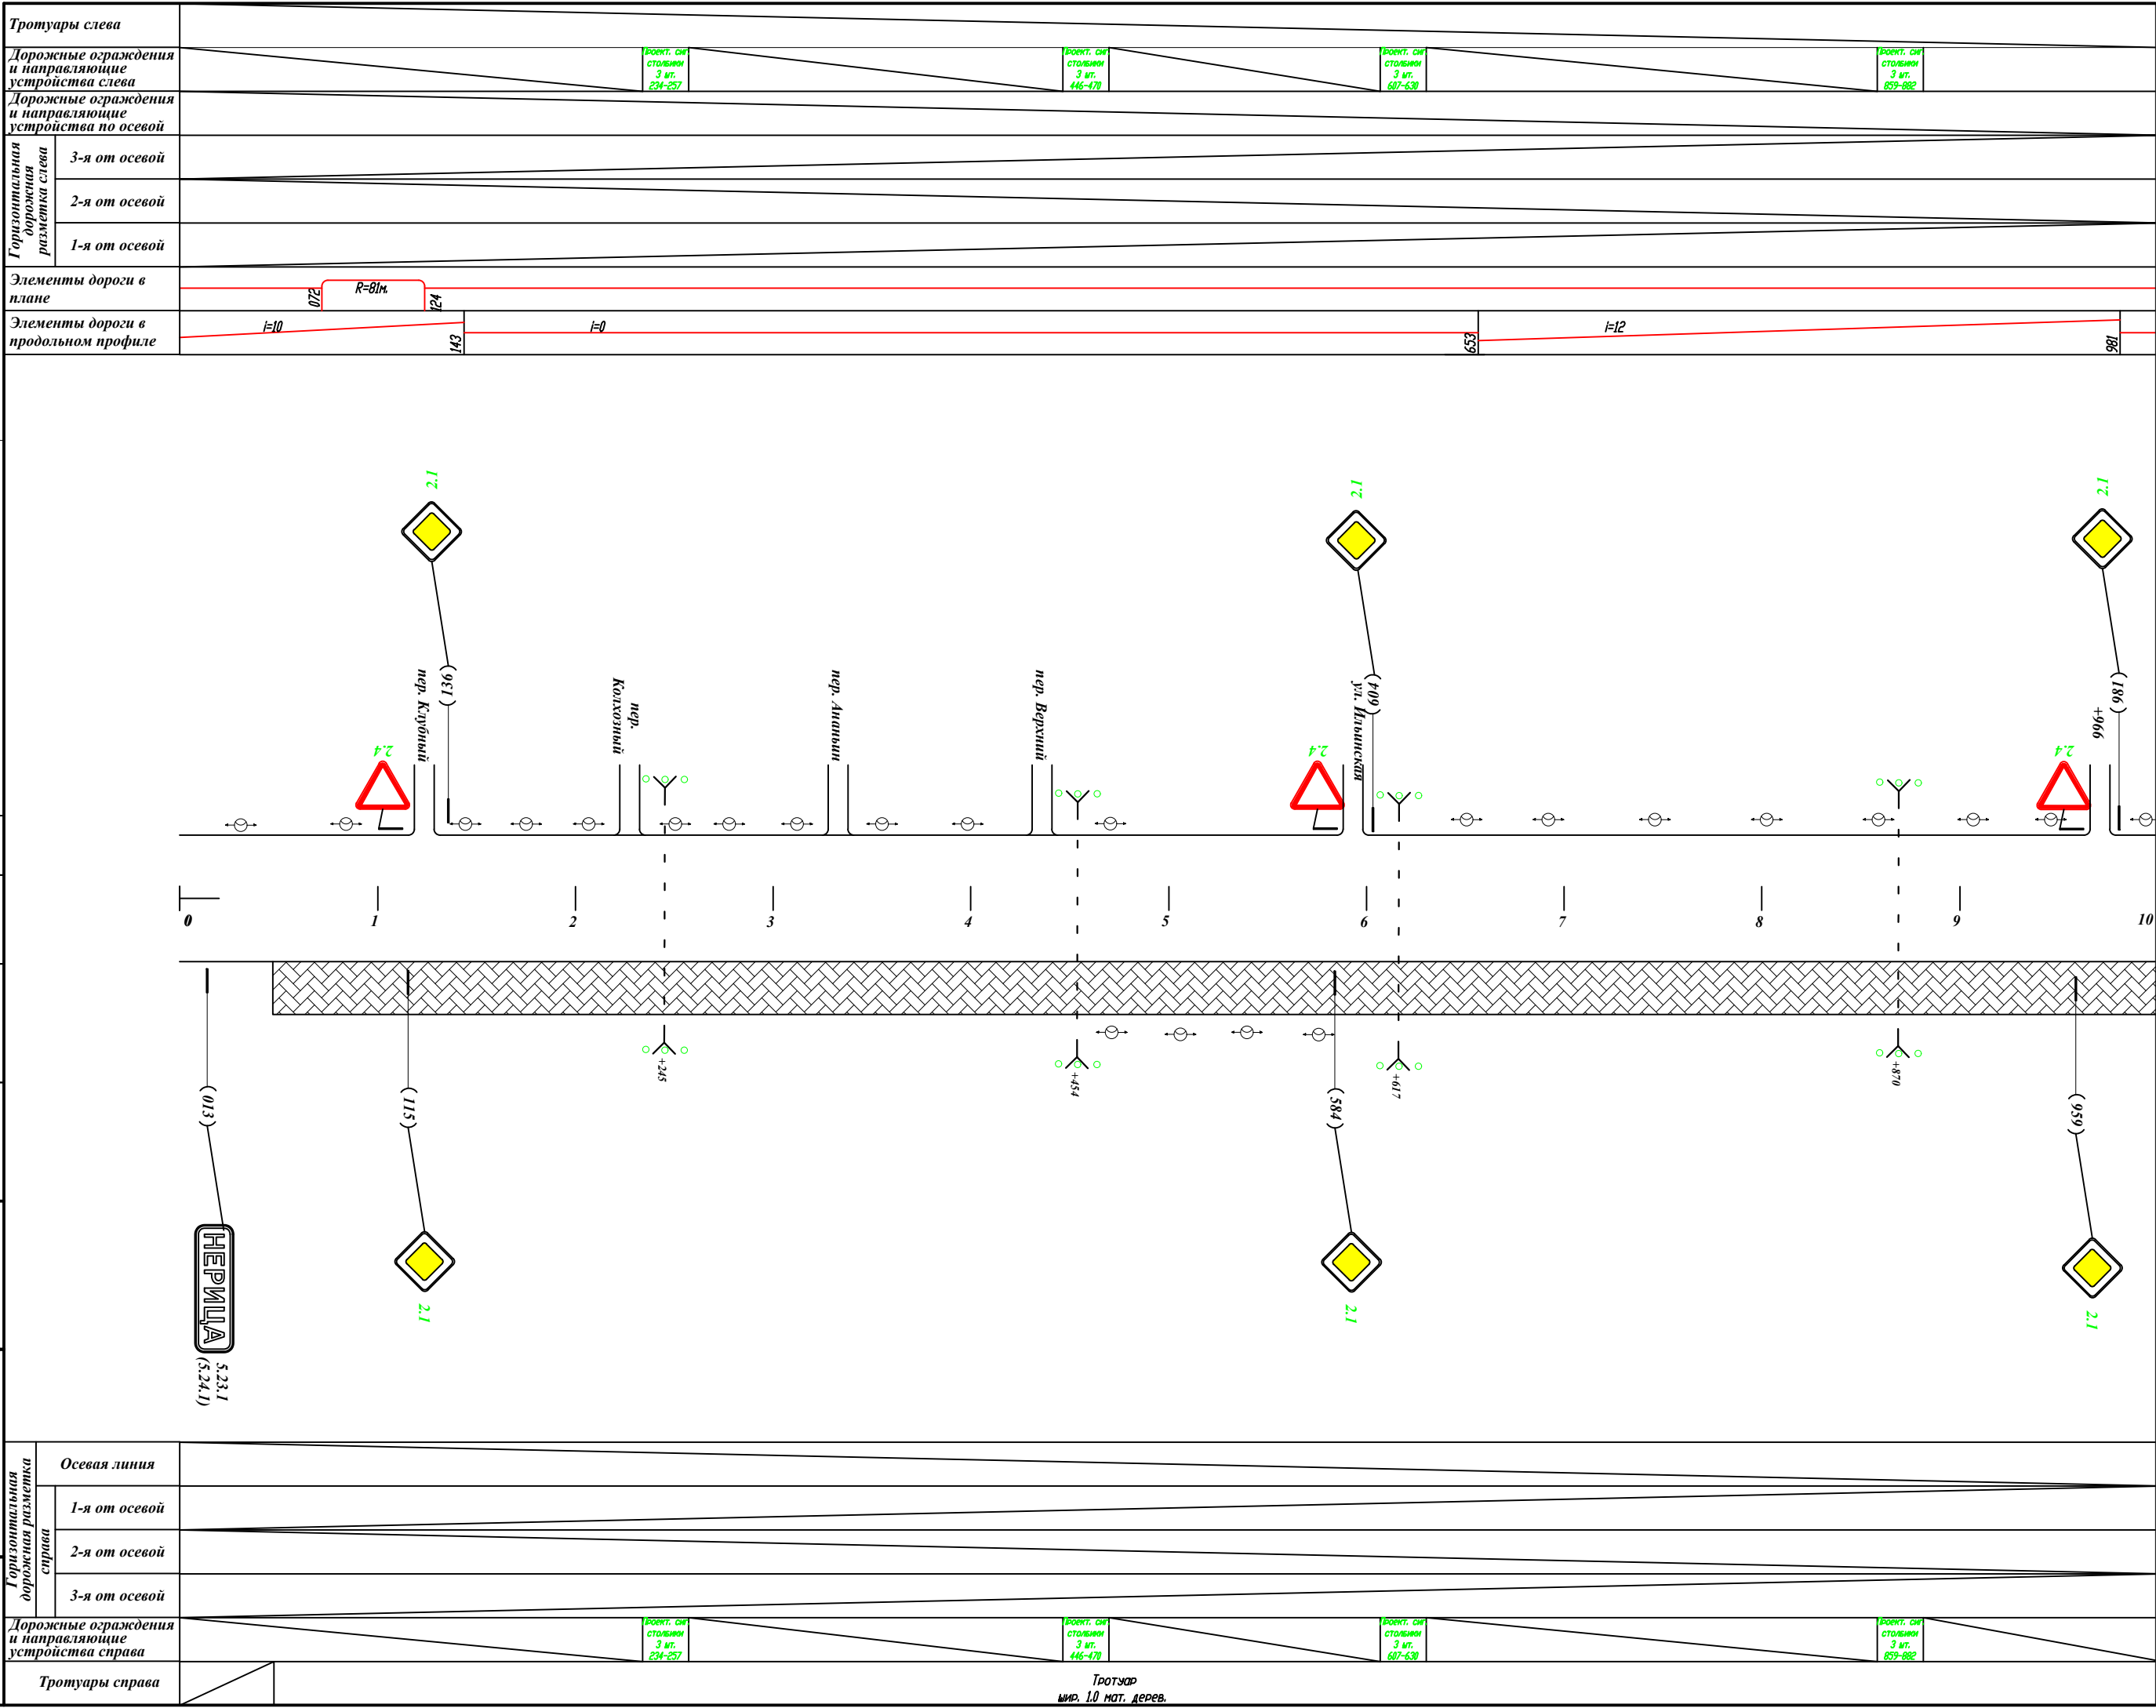 Тротуары слева
Дорожные ограждения
и направляющие
устройства слева
Проект. сиг.
столбики
3 шт.
234-257
Проект. сиг.
столбики
3 шт.
446-470
Проект. сиг.
столбики
3 шт.
607-630
Проект. сиг.
столбики
3 шт.
859-882
Дорожные ограждения
и направляющие
устройства по осевой
Горизонтальная
дорожная
разметка слева
3-я от осевой
2-я от осевой
1-я от осевой
Элементы дороги в
плане
072
R=81м.
124
Элементы дороги в
продольном профиле
i=10
143
i=0
653
i=12
981
2.1
2.1
2.1
(136)
(604)
(981)
пер. Клубный
пер.
Колхозный
пер. Ананьин
пер. Верхний
ул. Ильинская
+966
2.4
2.4
2.4
0
1
2
3
4
5
6
7
8
9
10
+245
+454
+617
+870
(013)
(115)
(584)
(959)
НЕРИЦА
5.23.1
(5.24.1)
2.1
2.1
2.1
Горизонтальная
дорожная разметка
справа
Осевая линия
1-я от осевой
2-я от осевой
3-я от осевой
Дорожные ограждения
и направляющие
устройства справа
Проект. сиг.
столбики
3 шт.
234-257
Проект. сиг.
столбики
3 шт.
446-470
Проект. сиг.
столбики
3 шт.
607-630
Проект. сиг.
столбики
3 шт.
859-882
Тротуары справа
Тротуар
шир. 1.0 мат. дерев.